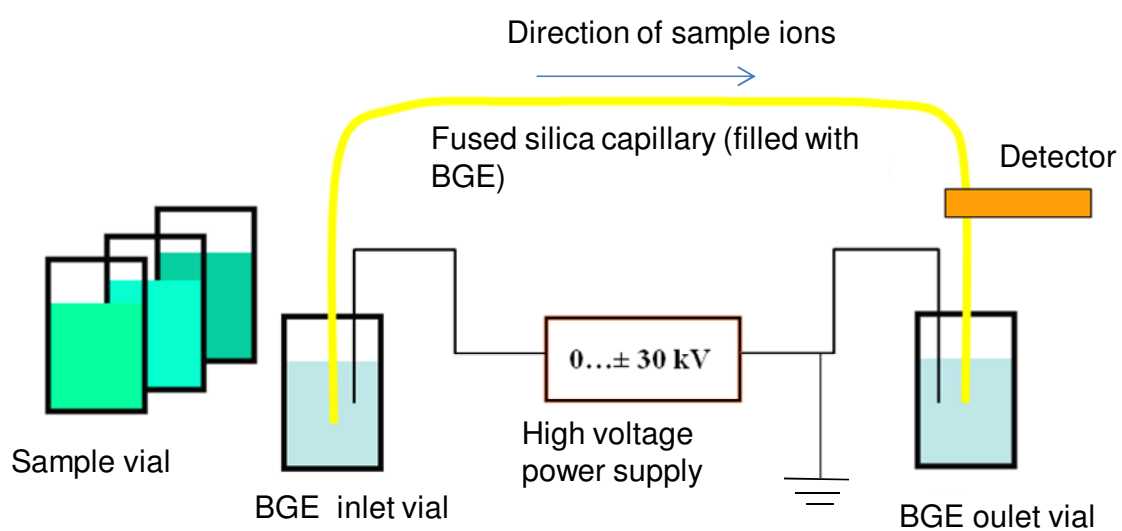 Direction of sample ions
Fused silica capillary (filled with
BGE)
Detector
0...± 30 kV
High voltage
power supply
Sample vial
BGE inlet vial
BGE oulet vial